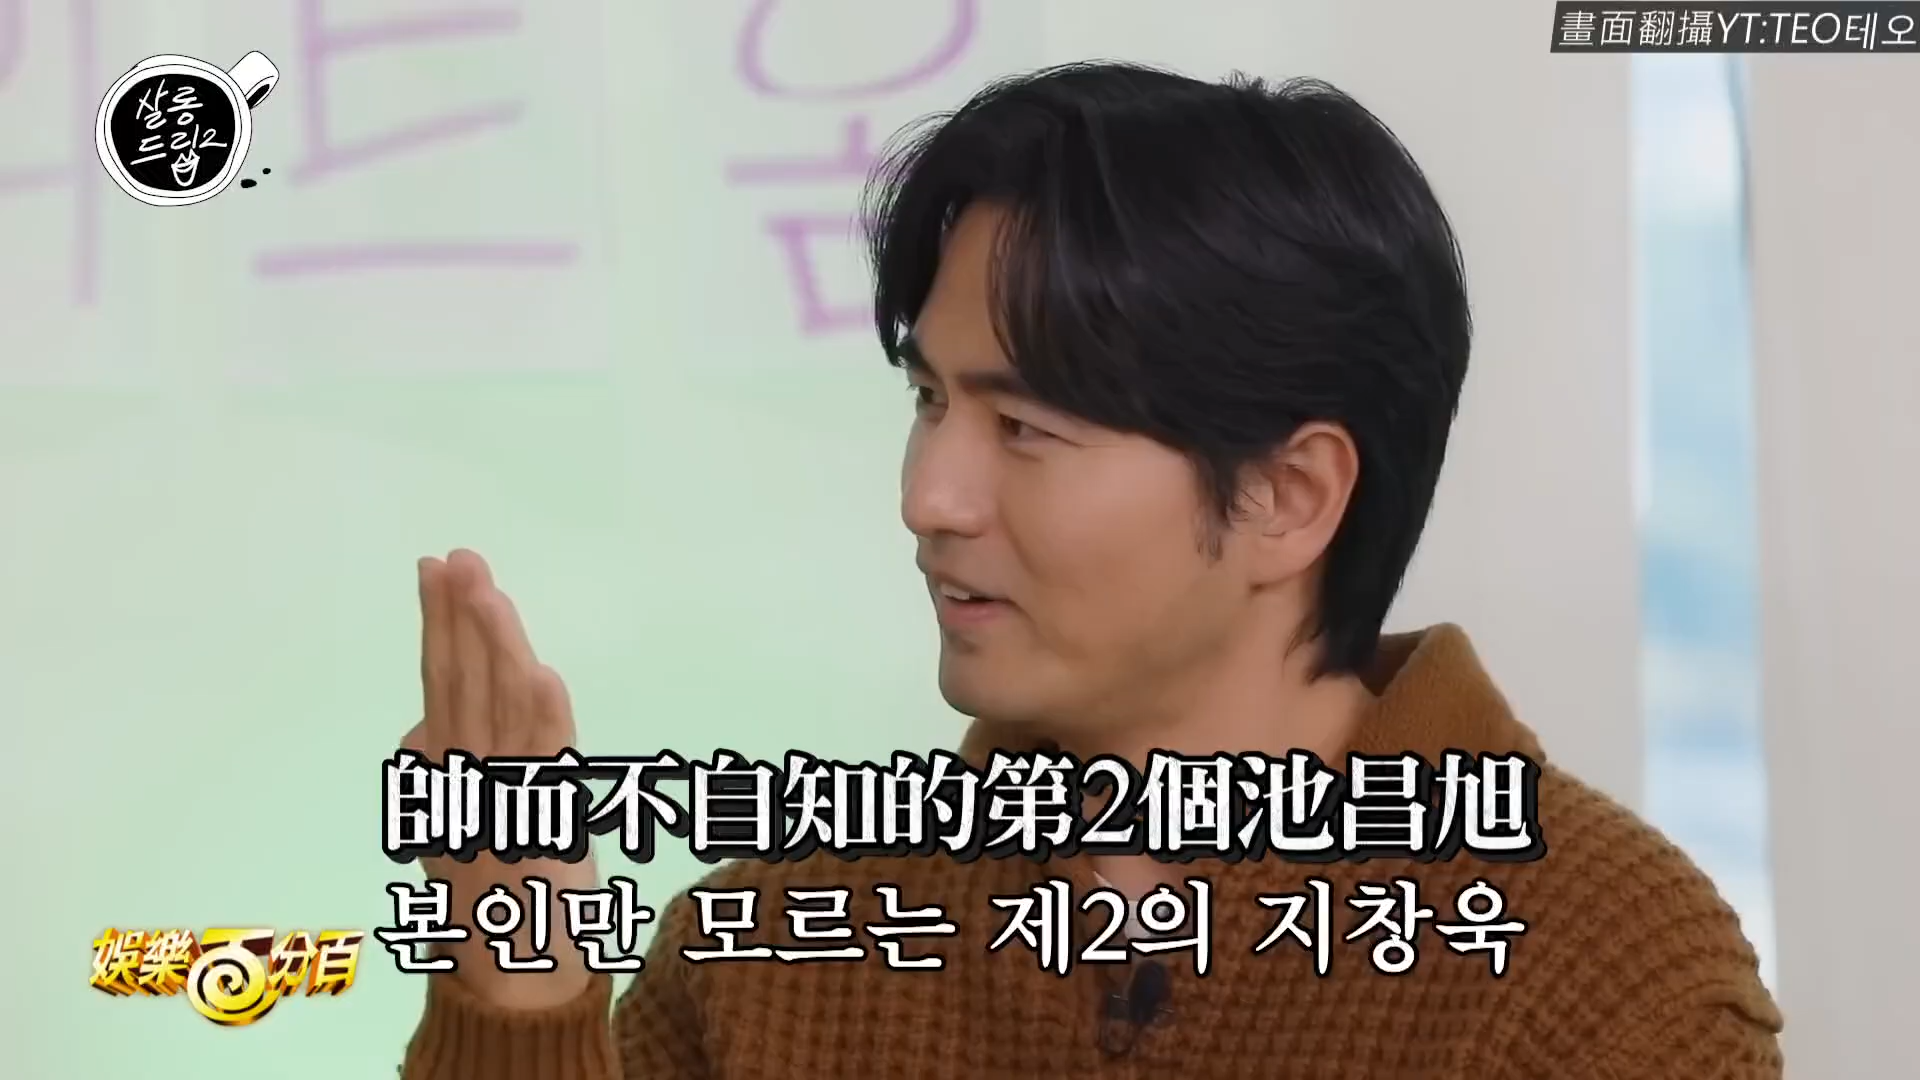 畫面翻攝YT:TEO테오
살롱
드립2
트 음
帥而不自知的第2個池昌旭
본인만 모르는 제2의 지창욱
娛樂百分百